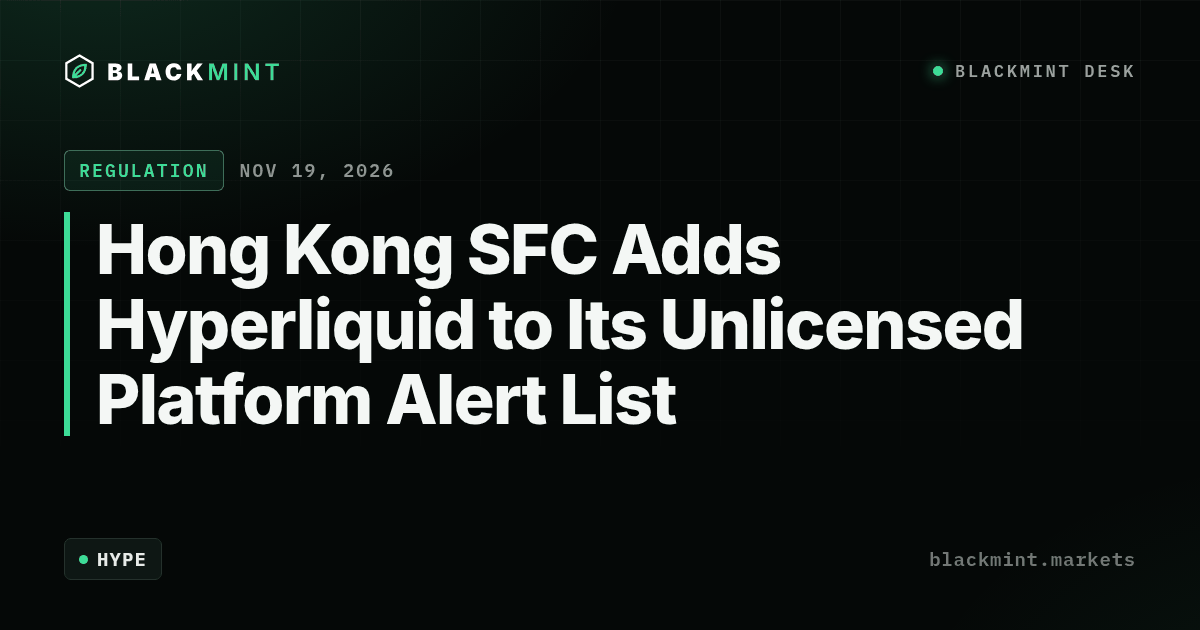 BLACKMINT
BLACKMINT DESK
REGULATION NOV 19, 2026
Hong Kong SFC Adds
Hyperliquid to Its Unlicensed
Platform Alert List
HYPE
blackmint.markets